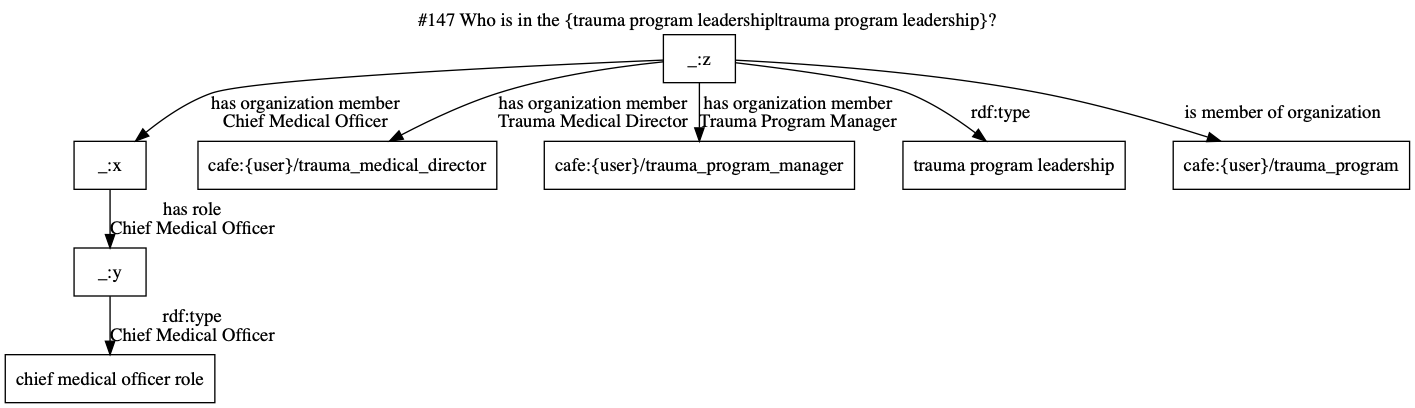 #147 Who is in the {trauma program leadership|trauma program leadership}?
_:z
has organization member
Chief Medical Officer
has organization member
Trauma Medical Director
has organization member
Trauma Program Manager
rdf:type
is member of organization
_:x
cafe:{user}/trauma_medical_director
cafe:{user}/trauma_program_manager
trauma program leadership
cafe:{user}/trauma_program
has role
Chief Medical Officer
_:y
rdf:type
Chief Medical Officer
chief medical officer role